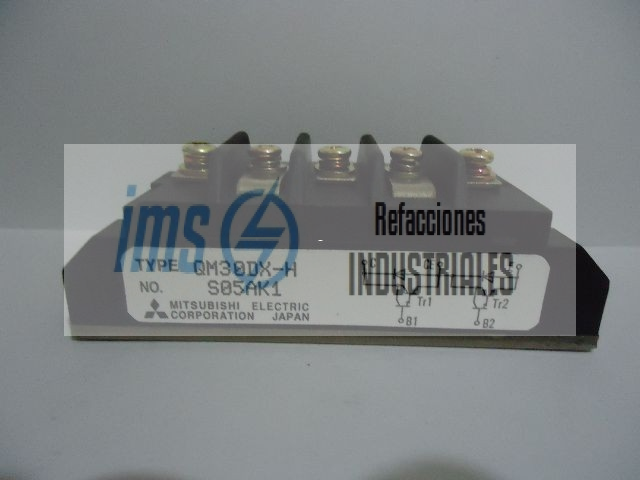 ims
Refacciones
INDUSTRIALES
TYPE QM30DX-H
NO. S05AK1
MITSUBISHI ELECTRIC
CORPORATION JAPAN
Tr1
Tr2
B1
B2